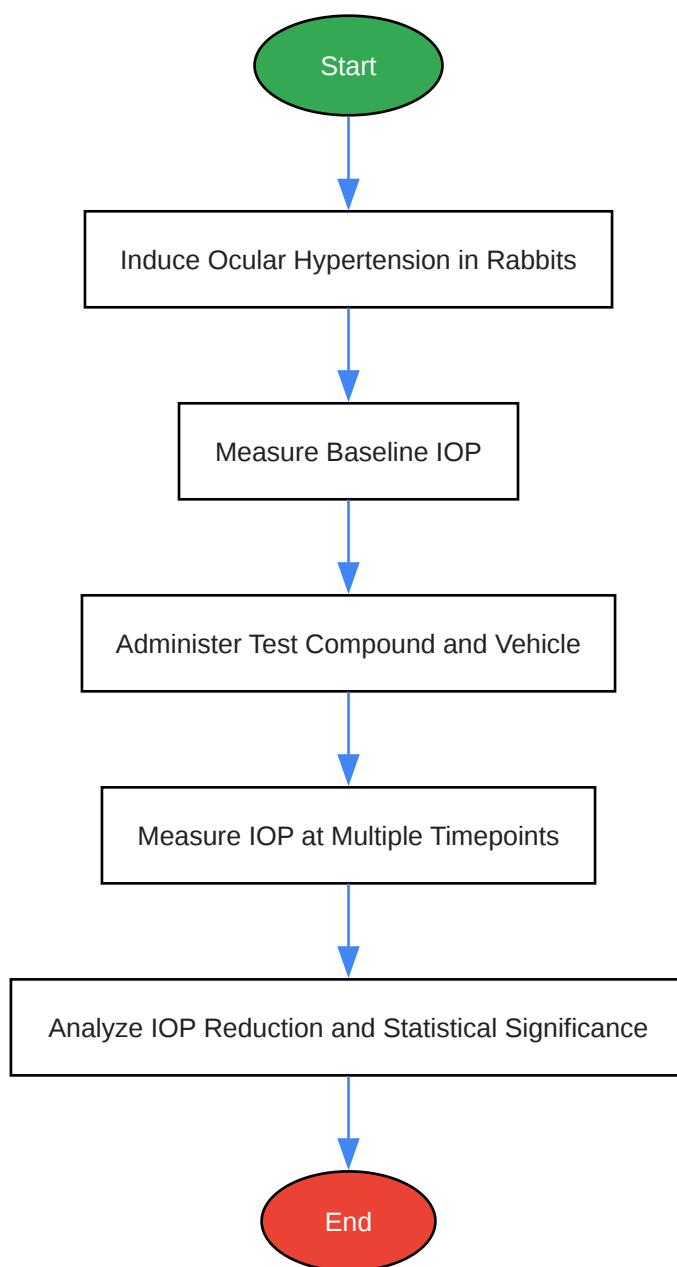 Start
Induce Ocular Hypertension in Rabbits
Measure Baseline IOP
Administer Test Compound and Vehicle
Measure IOP at Multiple Timepoints
Analyze IOP Reduction and Statistical Significance
End